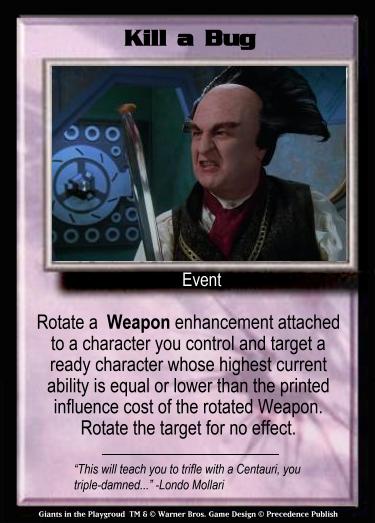 Kill a Bug
Event
Rotate a Weapon enhancement attached
to a character you control and target a
ready character whose highest current
ability is equal or lower than the printed
influence cost of the rotated Weapon.
Rotate the target for no effect.
"This will teach you to trifle with a Centauri, you
triple-damned..." -Londo Mollari
Giants in the Playgroud TM & © Warner Bros. Game Design © Precedence Publish